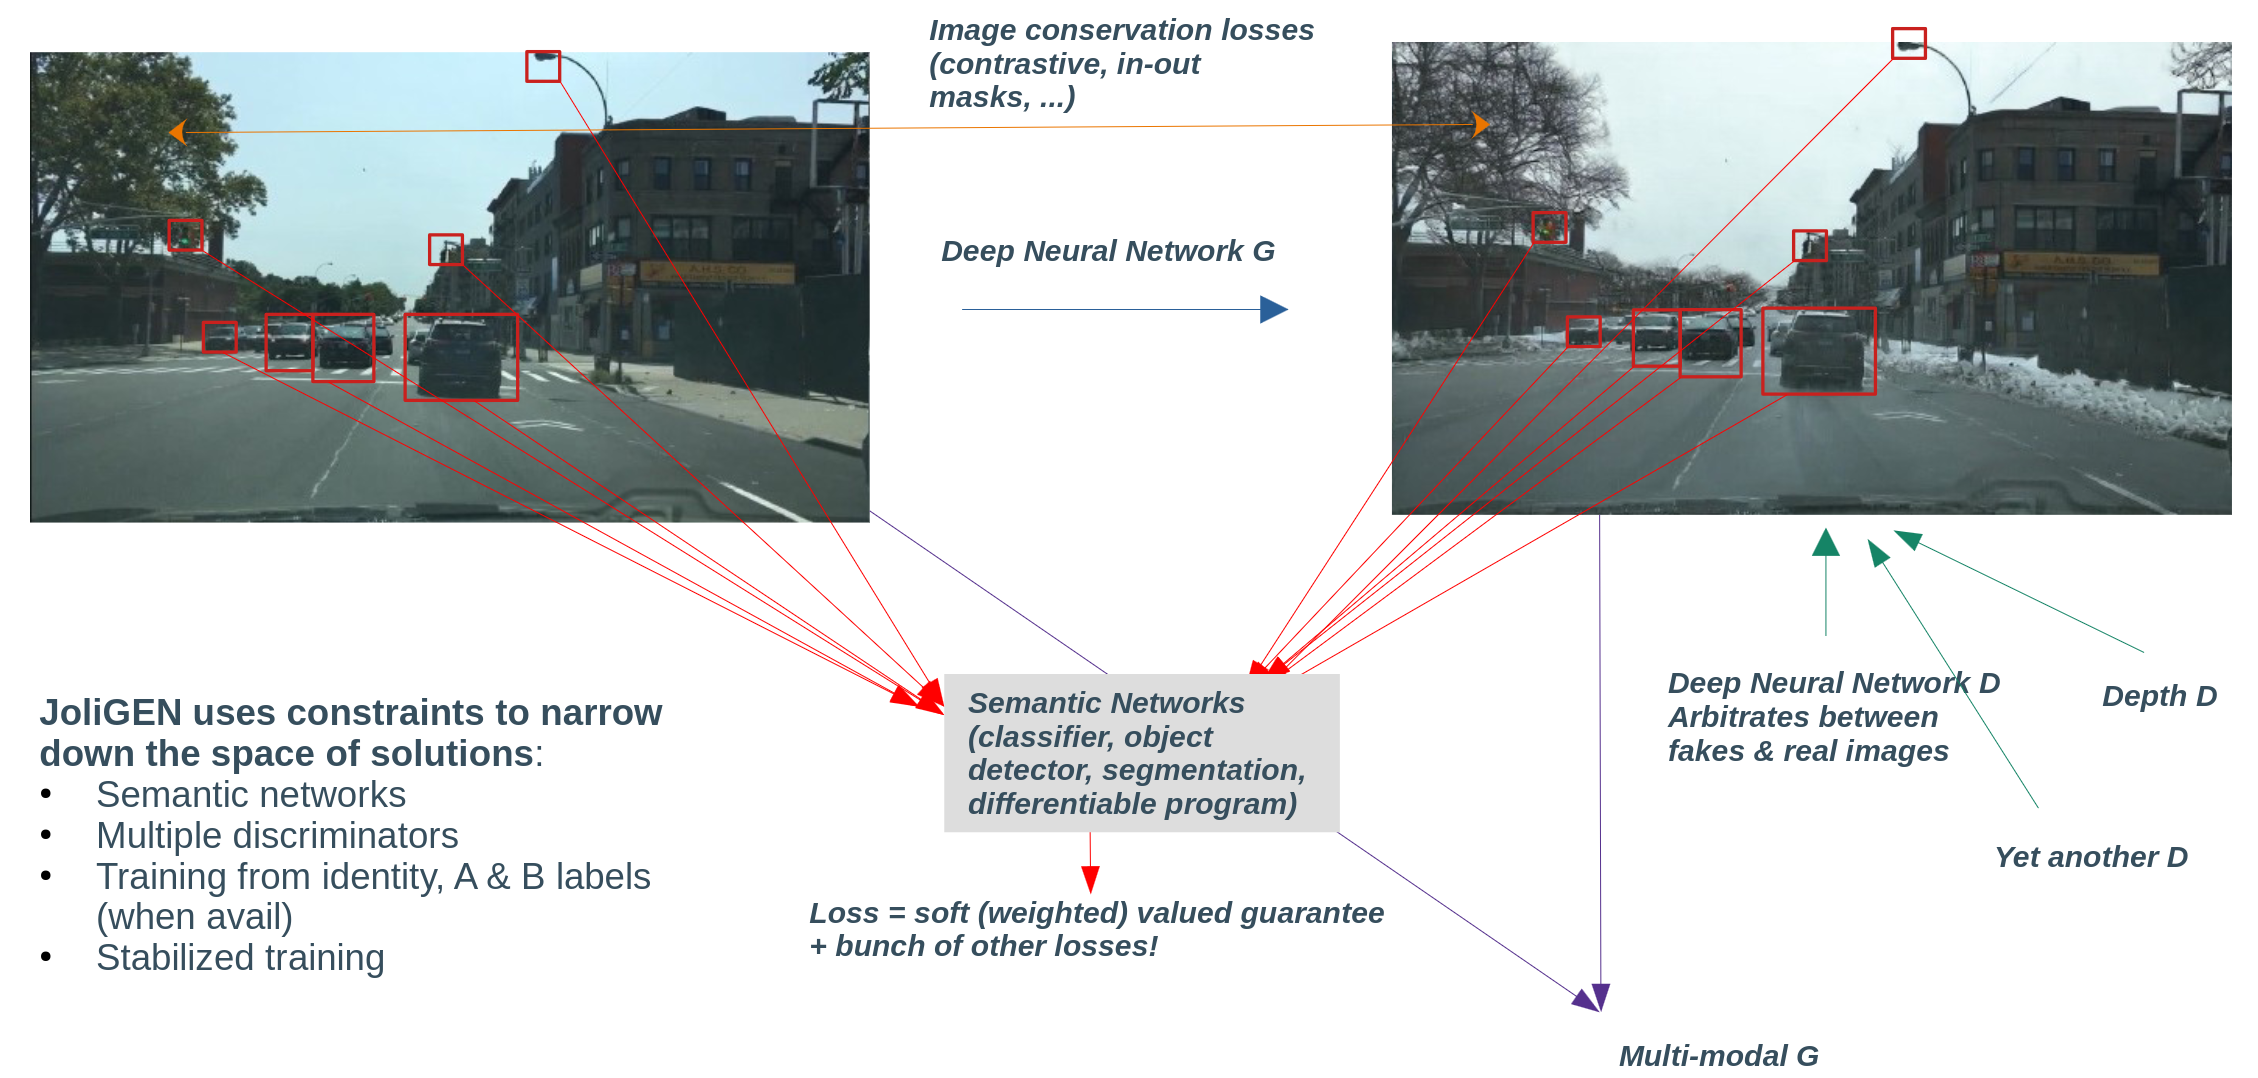 Image conservation losses
(contrastive, in-out
masks, ...)
Deep Neural Network G
A.H.S. CO
A.H.S. CO
JoliGEN uses constraints to narrow
down the space of solutions:
• Semantic networks
• Multiple discriminators
• Training from identity, A & B labels
(when avail)
• Stabilized training
Semantic Networks
(classifier, object
detector, segmentation,
differentiable program)
Loss = soft (weighted) valued guarantee
+ bunch of other losses!
Deep Neural Network D
Arbitrates between
fakes & real images
Depth D
Yet another D
Multi-modal G